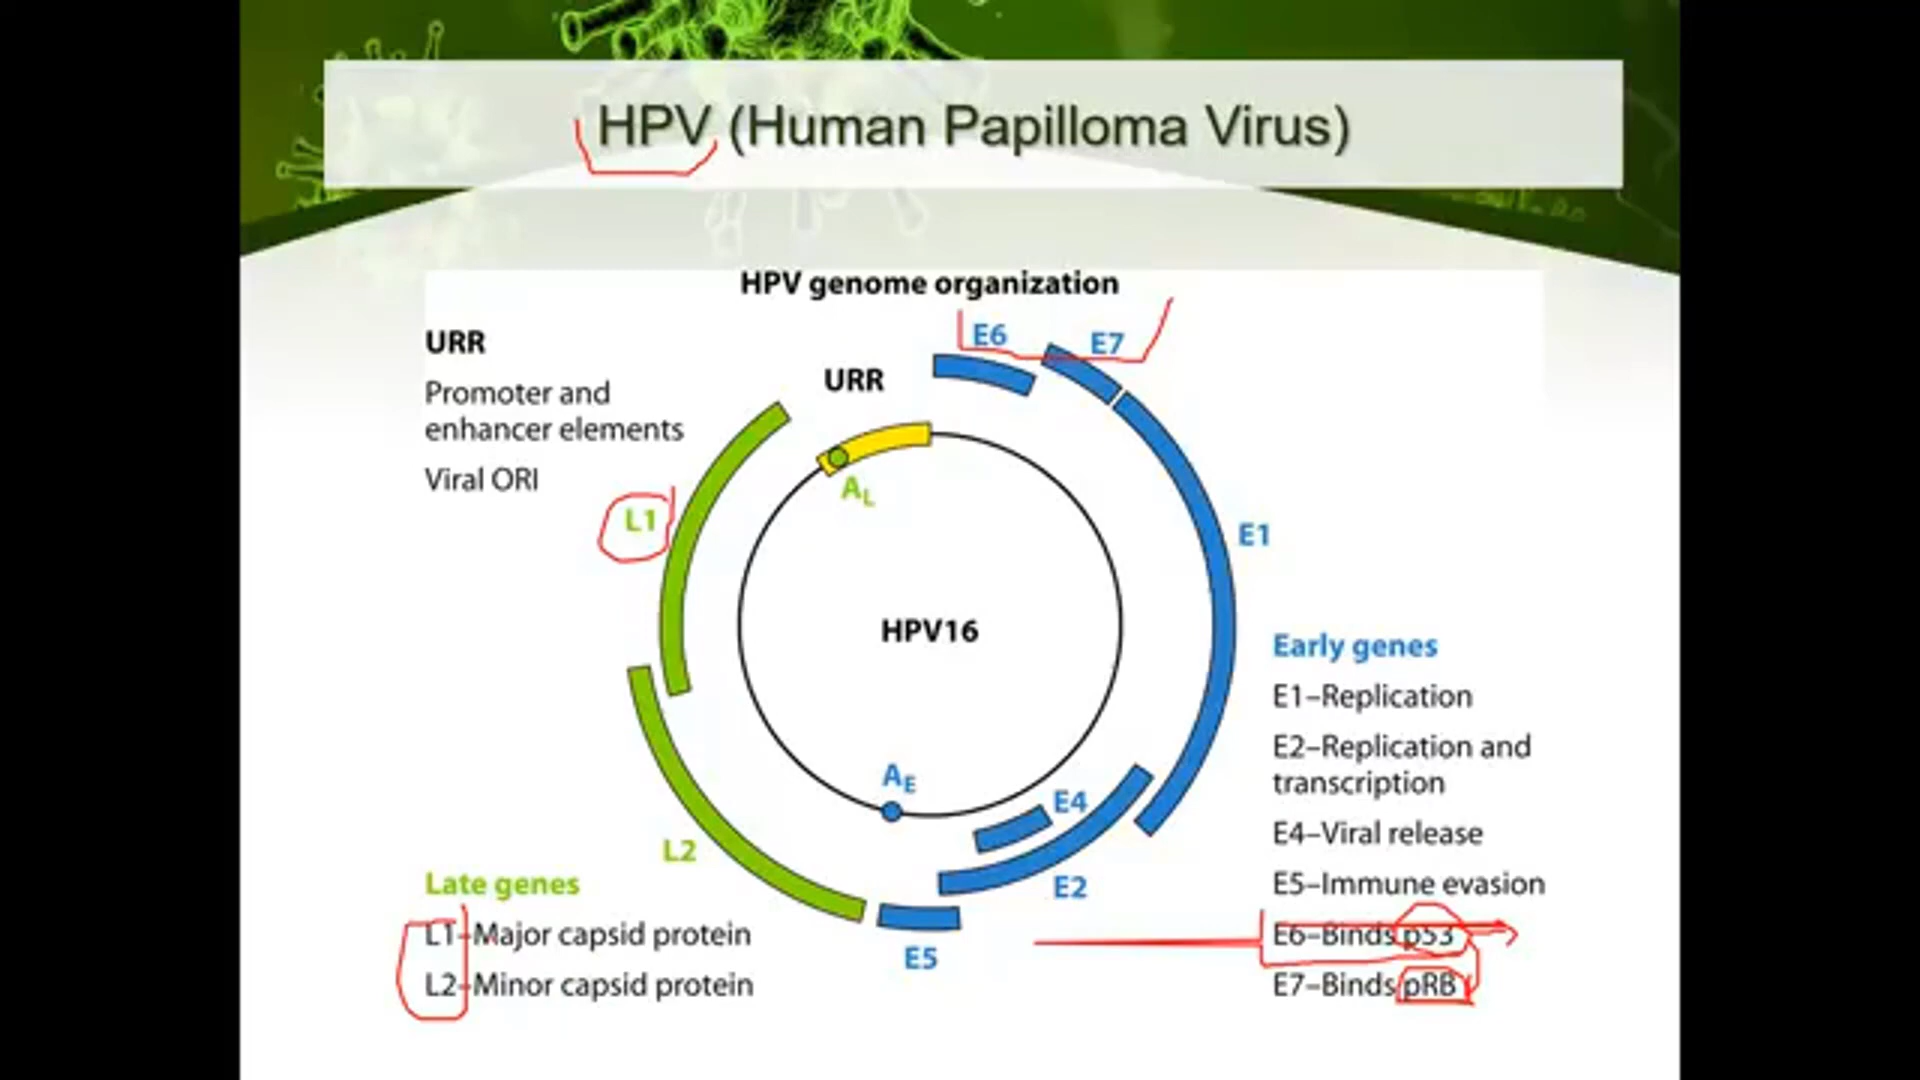 HPV (Human Papilloma Virus)
HPV genome organization
URR
Promoter and
enhancer elements
Viral ORI
URR
E6
E7
A_L
L1
E1
HPV16
A_E
E4
E2
L2
E5
Late genes
L1–Major capsid protein
L2–Minor capsid protein
Early genes
E1–Replication
E2–Replication and
transcription
E4–Viral release
E5–Immune evasion
E6–Binds p53
E7–Binds pRB